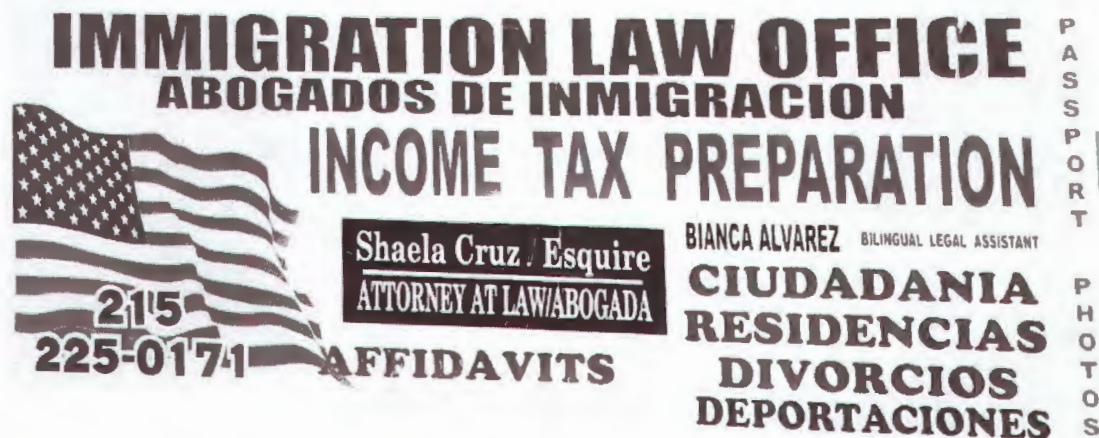 IMMIGRATION LAW OFFICE
ABOGADOS DE INMIGRACION
INCOME TAX PREPARATION
Shaela Cruz / Esquire
ATTORNEY AT LAW/ABOGADA
BIANCA ALVAREZ BILINGUAL LEGAL ASSISTANT
CIUDADANIA
RESIDENCIAS
DIVORCIOS
DEPORTACIONES
215
225-0171
AFFIDAVITS
PASSPORT PHOTOS